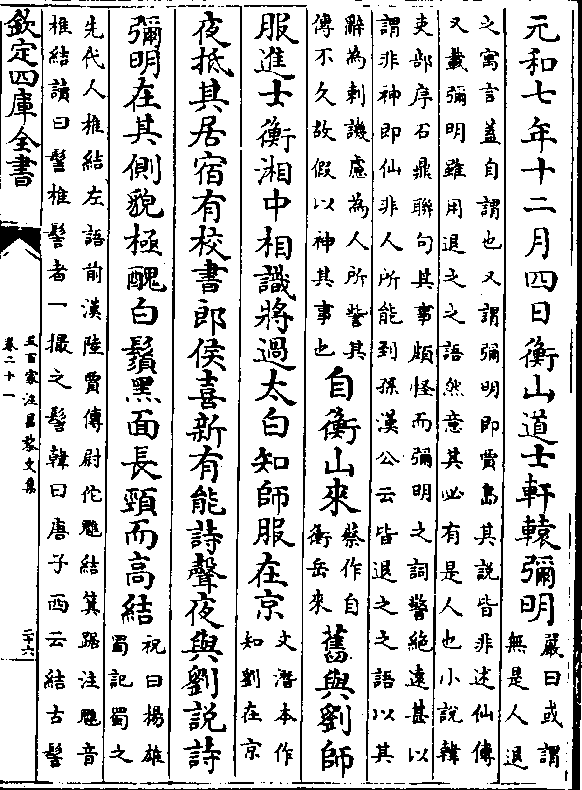 元和七年十二月四日衡山道士軒轅彌明嚴曰或謂無是人退
之寓言蓋自謂也又謂彌明即賈島其說皆非述仙傳
又載彌明雖用退之之語然意其必有是人也小說韓
吏部序石鼎聯句其事頗怪而彌明之詞警絕遠甚以
謂非神即仙非人所能到孫漢公云皆退之之語以其
辭為刺譏慮為人所訾其傳不久故假以神其事也自衡山來蔡作自衡岳來舊與劉師
服進士衡湘中相識將過太白知師服在京文潛本作知劉在京
夜抵其居宿有校書郎侯喜新有能詩聲夜與劉説詩
彌明在其側貌極醜白鬚黑面長頸而高結祝曰楊雄蜀記蜀之
先代人椎結左語前漢陸賈傳尉佗魋結箕踞注魋音
椎結讀曰髻椎髻者一撮之髻韓曰唐子西云結古髻
欽定四庫全書
五百家注昌黎文集
卷二十一
二十六